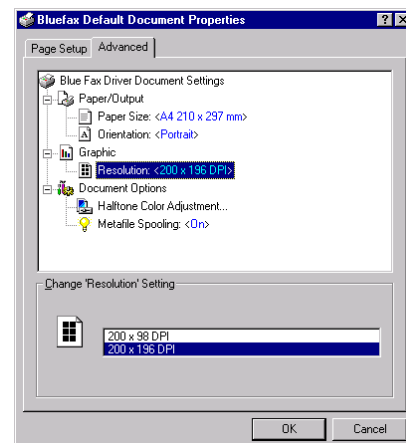 Bluefax Default Document Properties
Page Setup Advanced
Blue Fax Driver Document Settings
Paper/Output
Paper Size: <A4 210 x 297 mm>
Orientation: <Portrait>
Graphic
Resolution: <200 x 196 DPI>
Document Options
Halftone Color Adjustment...
Metafile Spooling: <On>
Change 'Resolution' Setting
200 x 98 DPI
200 x 196 DPI
OK Cancel